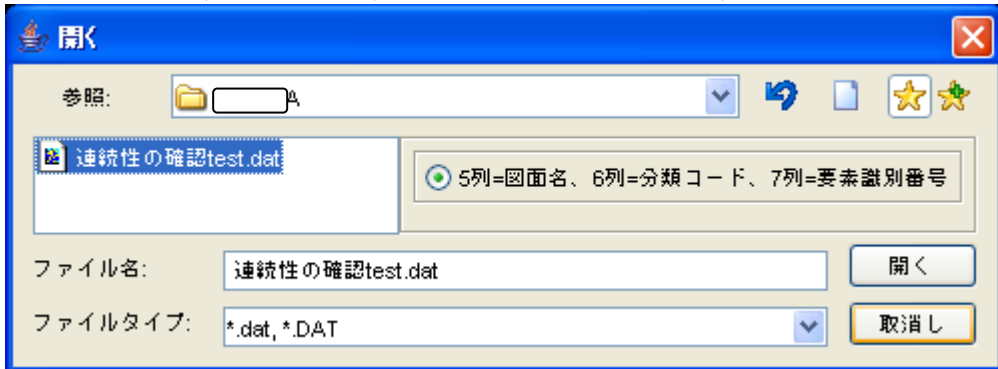 開く
参照:
A
連続性の確認test.dat
5列=図面名、6列=分類コード、7列=要素識別番号
ファイル名: 連続性の確認test.dat 開く
ファイルタイプ: *.dat, *.DAT 取消し